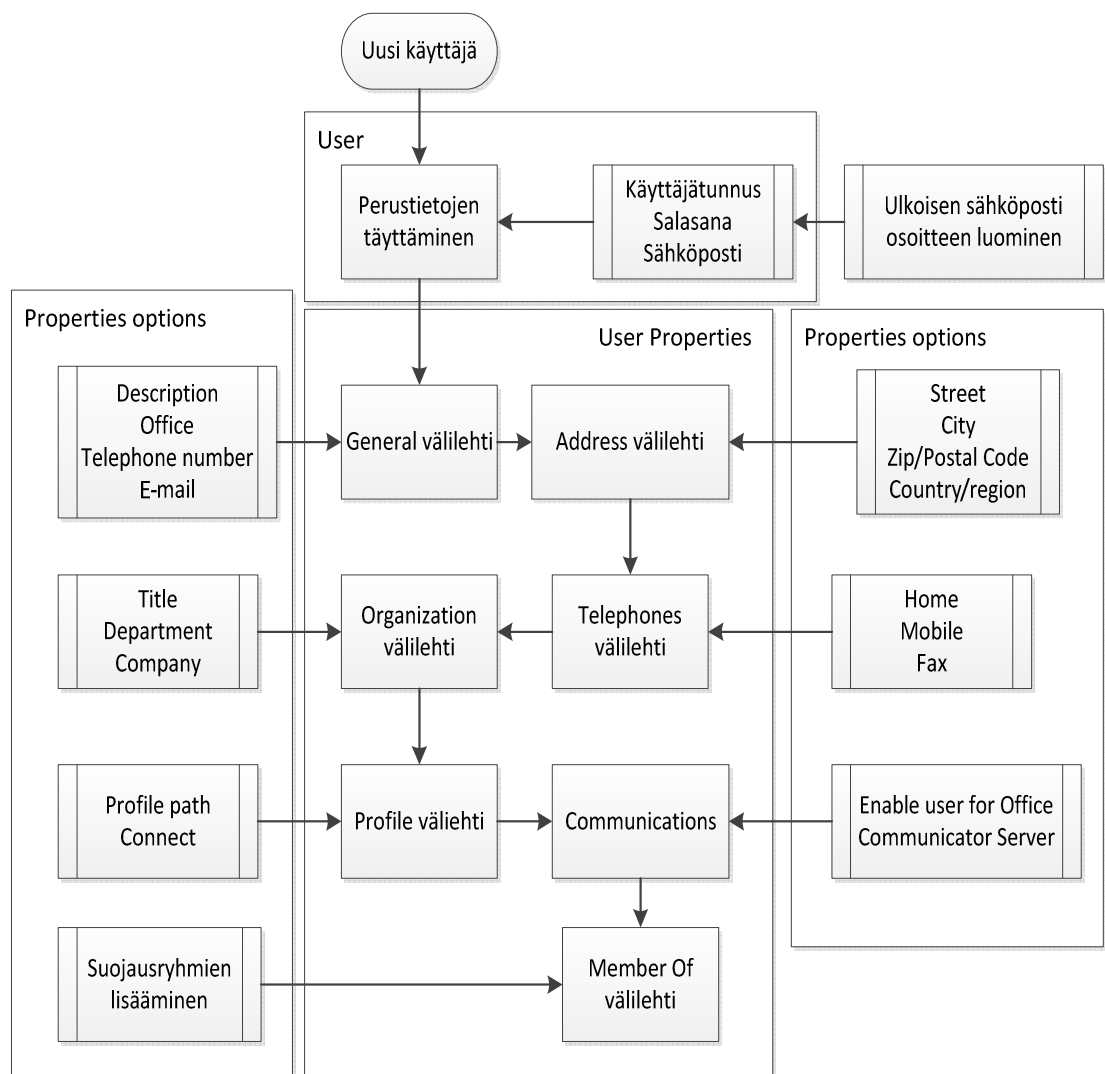 Uusi käyttäjä
User
Perustietojen
täyttäminen
Käyttäjätunnus
Salasana
Sähköposti
Ulkoisen sähköposti
osoitteen luominen
Properties options
User Properties
Properties options
Description
Office
Telephone number
E-mail
General välilehti
Address välilehti
Street
City
Zip/Postal Code
Country/region
Title
Department
Company
Organization
välilehti
Telephones
välilehti
Home
Mobile
Fax
Profile path
Connect
Profile väliehti
Communications
Enable user for Office
Communicator Server
Suojausryhmien
lisääminen
Member Of
välilehti